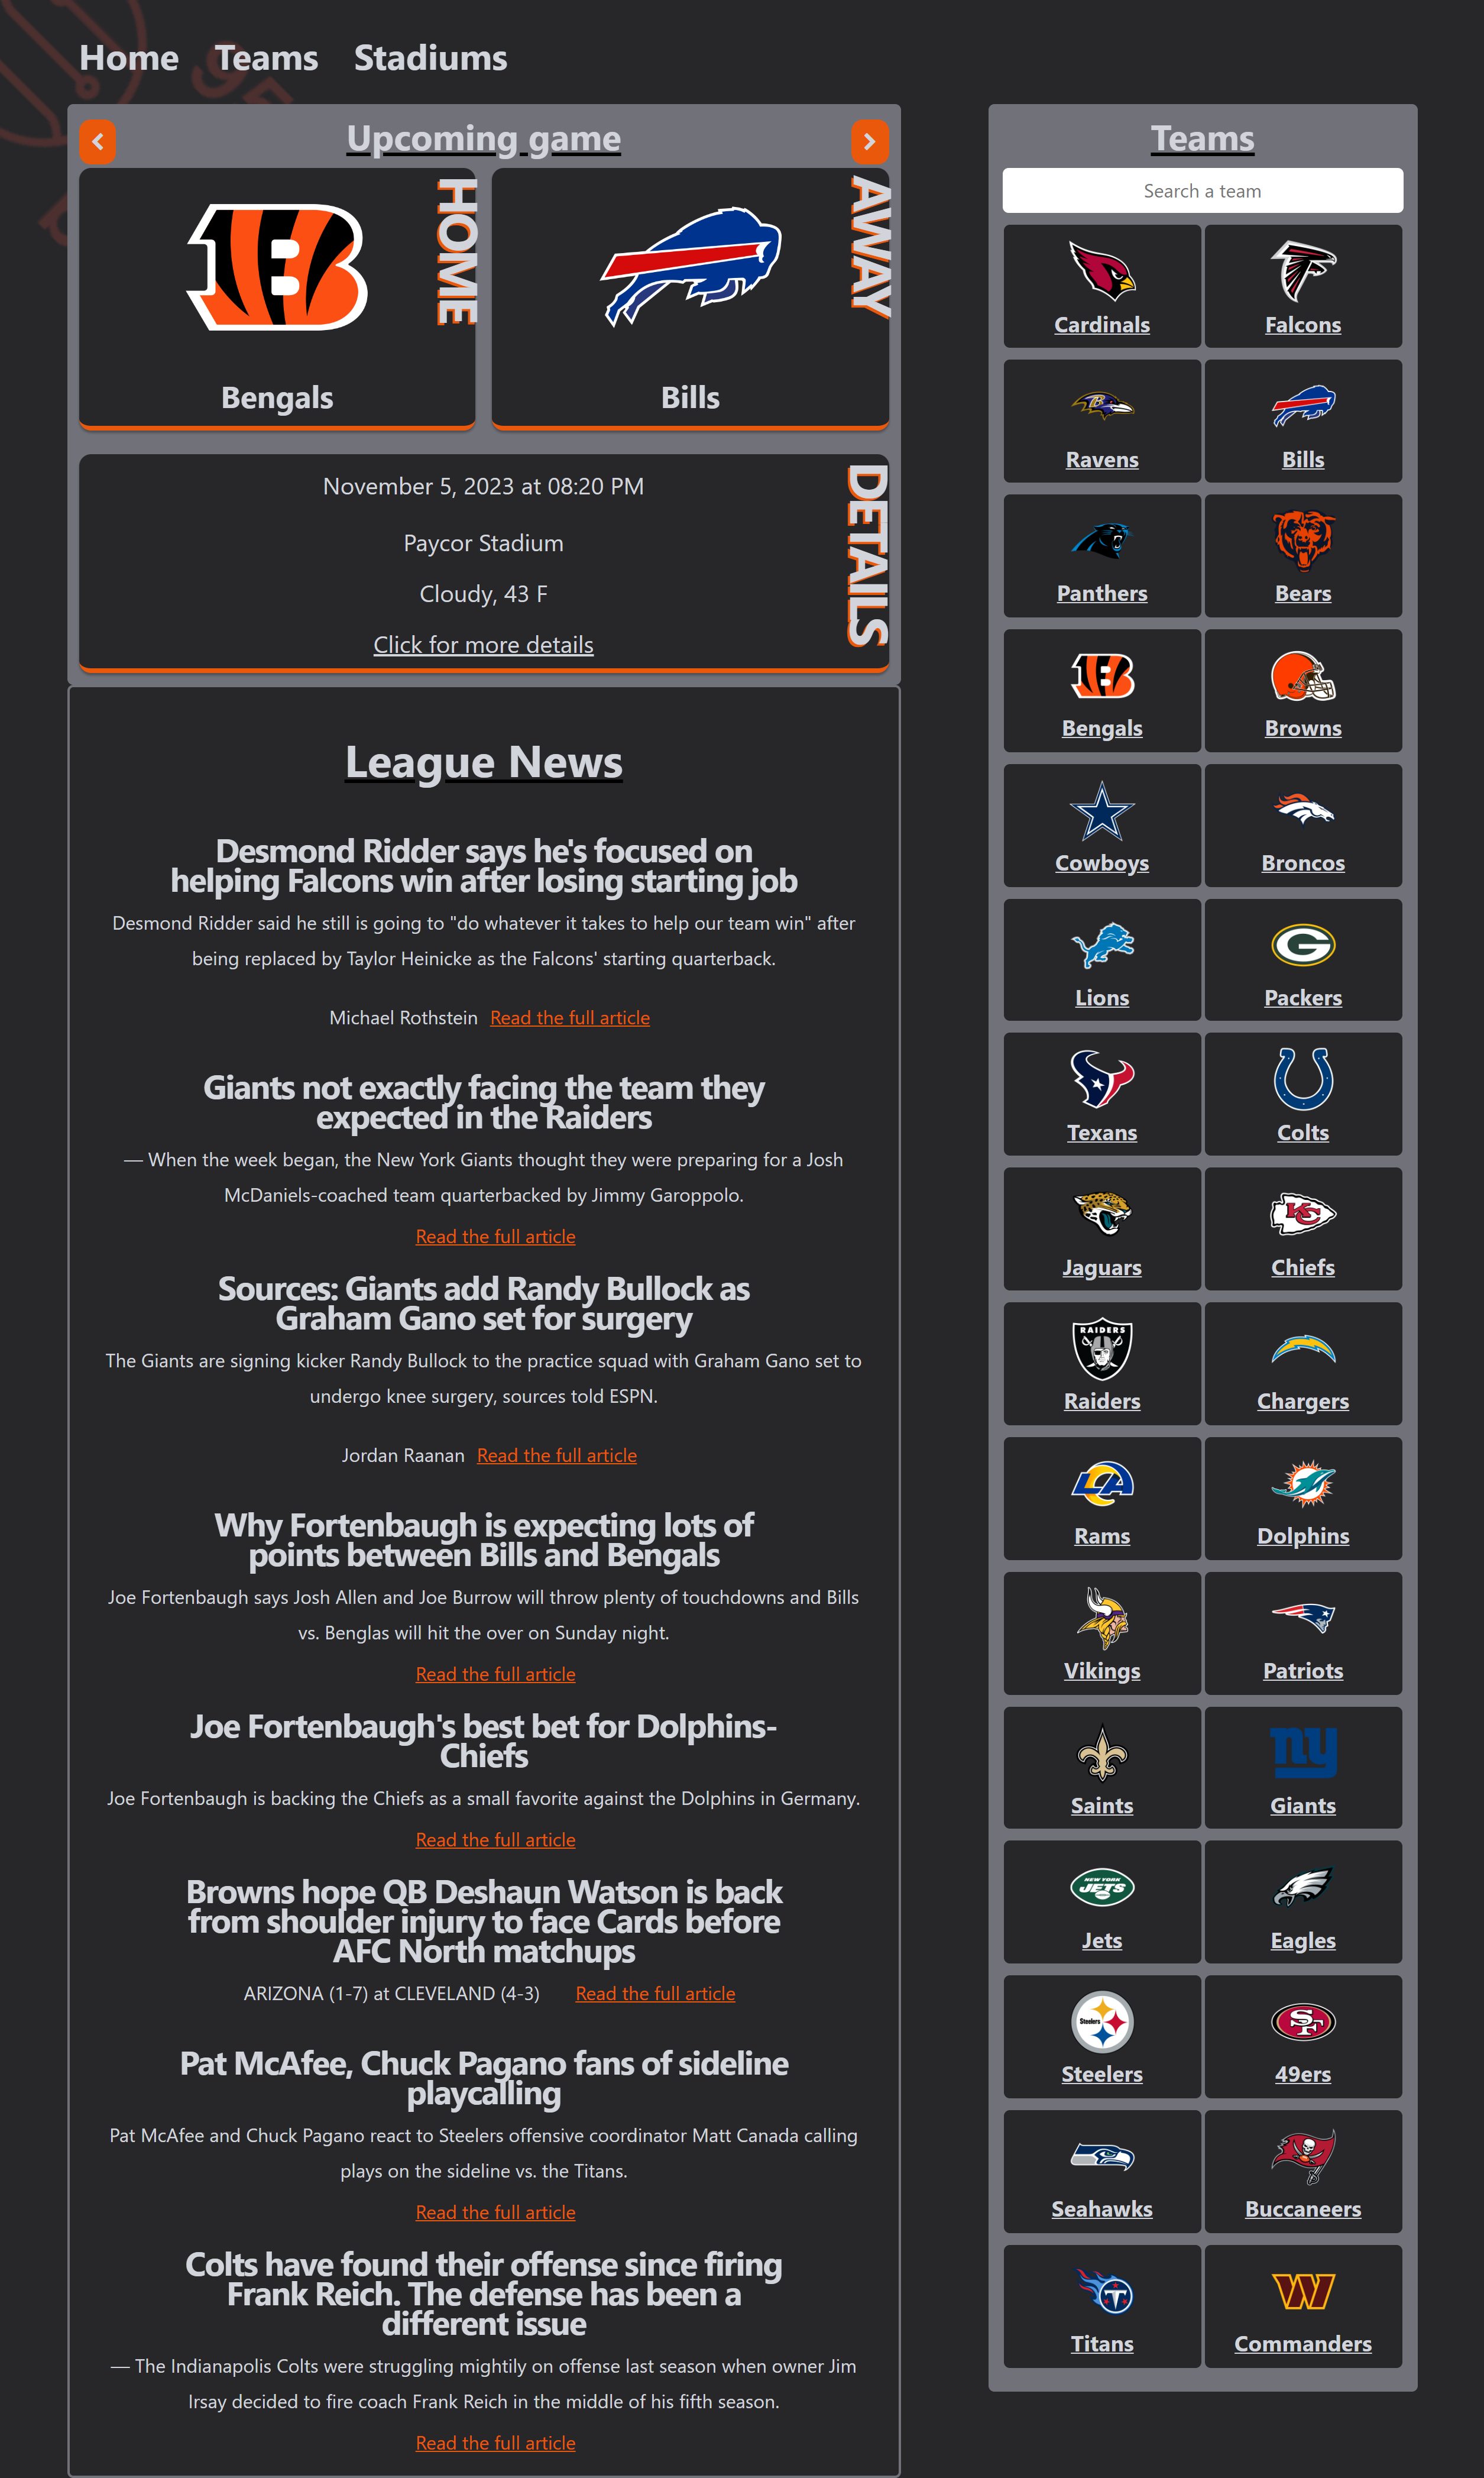 Home Teams Stadiums
Upcoming game
HOME
Bengals
AWAY
Bills
November 5, 2023 at 08:20 PM
Paycor Stadium
Cloudy, 43 F
Click for more details
DETAILS
League News
Desmond Ridder says he's focused on
helping Falcons win after losing starting job
Desmond Ridder said he still is going to "do whatever it takes to help our team win" after
being replaced by Taylor Heinicke as the Falcons' starting quarterback.
Michael Rothstein Read the full article
Giants not exactly facing the team they
expected in the Raiders
— When the week began, the New York Giants thought they were preparing for a Josh
McDaniels-coached team quarterbacked by Jimmy Garoppolo.
Read the full article
Sources: Giants add Randy Bullock as
Graham Gano set for surgery
The Giants are signing kicker Randy Bullock to the practice squad with Graham Gano set to
undergo knee surgery, sources told ESPN.
Jordan Raanan Read the full article
Why Fortenbaugh is expecting lots of
points between Bills and Bengals
Joe Fortenbaugh says Josh Allen and Joe Burrow will throw plenty of touchdowns and Bills
vs. Benglas will hit the over on Sunday night.
Read the full article
Joe Fortenbaugh's best bet for Dolphins-
Chiefs
Joe Fortenbaugh is backing the Chiefs as a small favorite against the Dolphins in Germany.
Read the full article
Browns hope QB Deshaun Watson is back
from shoulder injury to face Cards before
AFC North matchups
ARIZONA (1-7) at CLEVELAND (4-3) Read the full article
Pat McAfee, Chuck Pagano fans of sideline
playcalling
Pat McAfee and Chuck Pagano react to Steelers offensive coordinator Matt Canada calling
plays on the sideline vs. the Titans.
Read the full article
Colts have found their offense since firing
Frank Reich. The defense has been a
different issue
— The Indianapolis Colts were struggling mightily on offense last season when owner Jim
Irsay decided to fire coach Frank Reich in the middle of his fifth season.
Read the full article
Teams
Search a team
Cardinals Falcons
Ravens Bills
Panthers Bears
Bengals Browns
Cowboys Broncos
Lions Packers
Texans Colts
Jaguars Chiefs
RAIDERS
Raiders Chargers
Rams Dolphins
Vikings Patriots
ny
Saints Giants
NEW YORK
JETS
Jets Eagles
Steelers
SF
Steelers 49ers
Seahawks Buccaneers
T
W
Titans Commanders